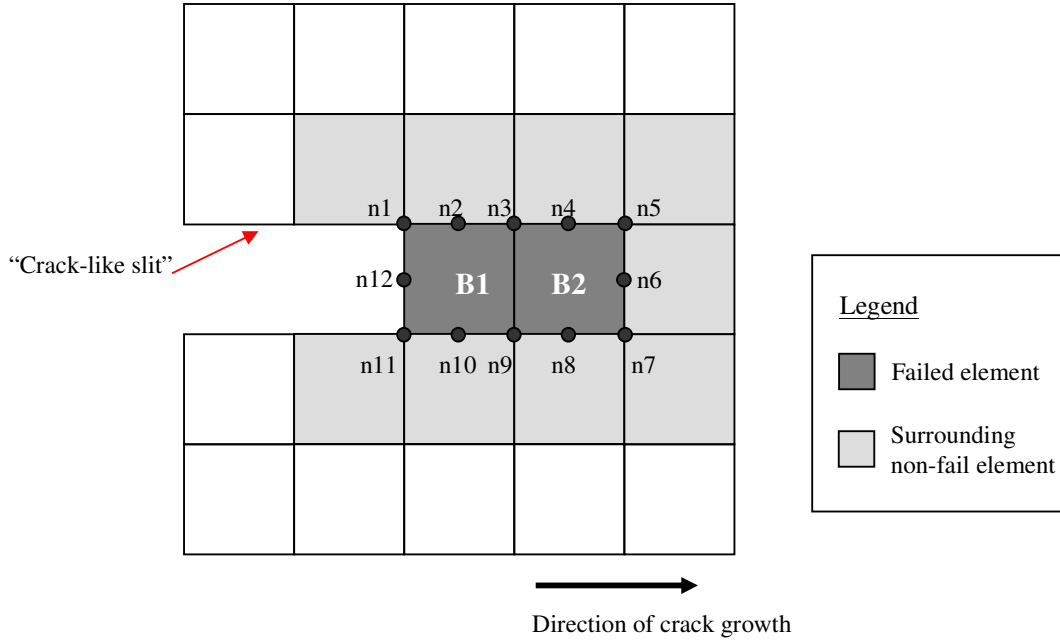 n1 n2 n3 n4 n5
“Crack-like slit”
n12 B1 B2 n6
n11 n10 n9 n8 n7
Legend
Failed element
Surrounding
non-fail element
Direction of crack growth